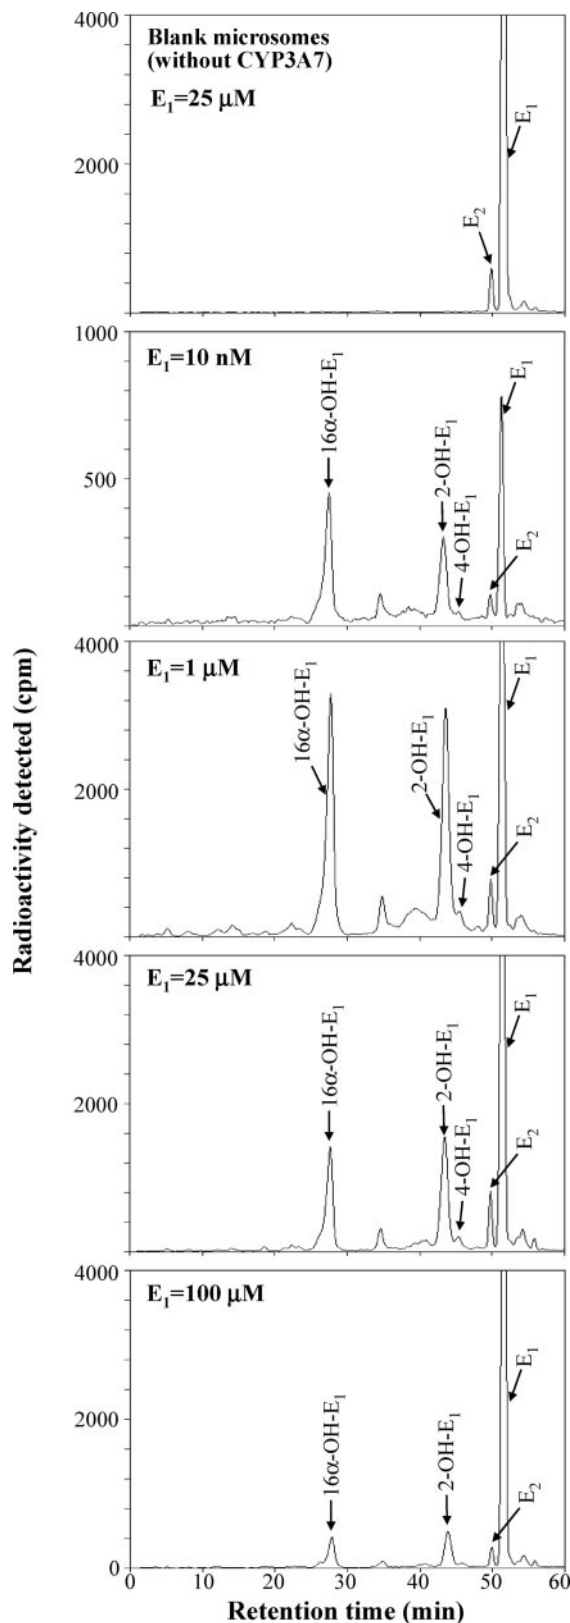 Radioactivity detected (cpm)
4000
2000
Blank microsomes
(without CYP3A7)
E₁=25 μM
E₂
E₁
1000
500
E₁=10 nM
16α-OH-E₁
2-OH-E₁
4-OH-E₁
E₂
E₁
4000
2000
E₁=1 μM
16α-OH-E₁
2-OH-E₁
4-OH-E₁
E₂
E₁
4000
2000
E₁=25 μM
16α-OH-E₁
2-OH-E₁
4-OH-E₁
E₂
E₁
4000
2000
0
E₁=100 μM
16α-OH-E₁
2-OH-E₁
E₂
E₁
0 10 20 30 40 50 60
Retention time (min)